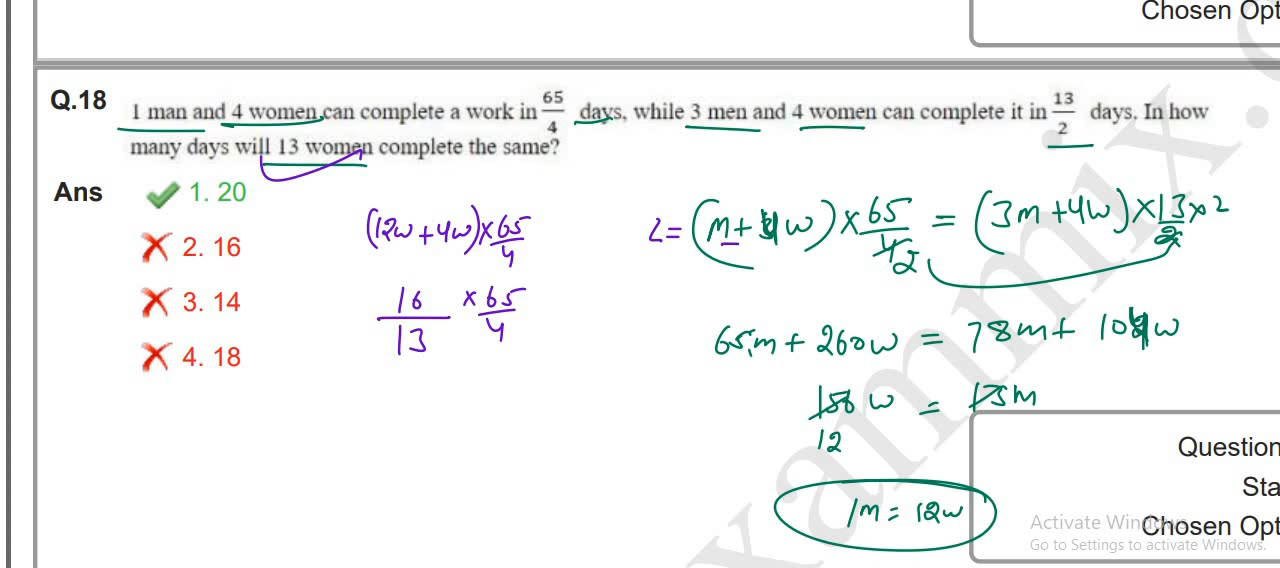 Chosen Opt
Q.18 1 man and 4 women can complete a work in 65/4 days, while 3 men and 4 women can complete it in 13/2 days. In how
many days will 13 women complete the same?
Ans
1. 20
2. 16
3. 14
4. 18
(12w + 4w) × 65/4
16/13 × 65/4
L = (m + 4w) × 65/4 2 = (3m + 4w) × 13/2 × 2
65m + 260w = 78m + 104w
156 w = 13m
12
1m = 12w
Question
Sta
Chosen Opt
Activate Windows
Go to Settings to activate Windows.
xammix.